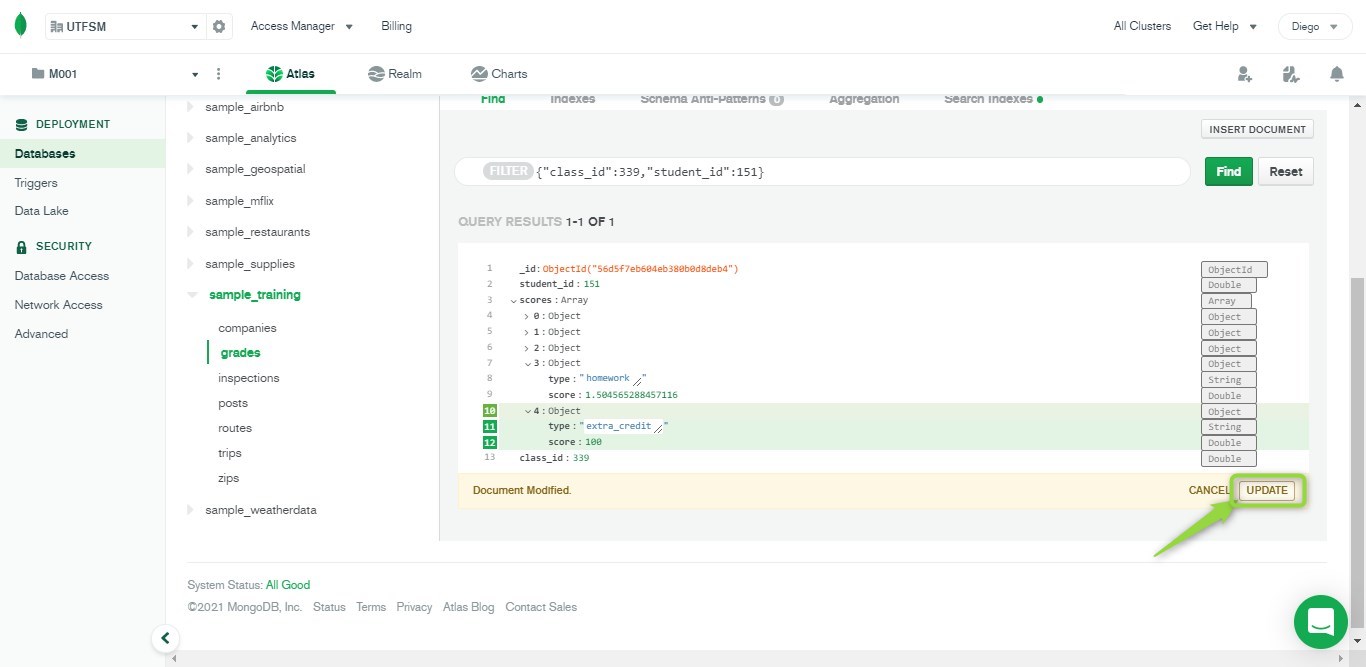 UTFSM
Access Manager
Billing
All Clusters
Get Help
Diego
M001
Atlas
Realm
Charts
DEPLOYMENT
Databases
Triggers
Data Lake
SECURITY
Database Access
Network Access
Advanced
sample_airbnb
sample_analytics
sample_geospatial
sample_mflix
sample_restaurants
sample_supplies
sample_training
companies
grades
inspections
posts
routes
trips
zips
sample_weatherdata
Find
Indexes
Schema Anti-Patterns 0
Aggregation
Search Indexes
INSERT DOCUMENT
FILTER {"class_id":339,"student_id":151}
Find
Reset
QUERY RESULTS 1-1 OF 1
1 _id:ObjectId("56d5f7eb604eb380b0d8deb4") ObjectId
2 student_id : 151 Double
3 scores : Array Array
4 0 : Object Object
5 1 : Object Object
6 2 : Object Object
7 3 : Object Object
8 type : "homework" String
9 score : 1.504565288457116 Double
10 4 : Object Object
11 type : "extra_credit" String
12 score : 100 Double
13 class_id : 339 Double
Document Modified.
CANCEL
UPDATE
System Status: All Good
©2021 MongoDB, Inc. Status Terms Privacy Atlas Blog Contact Sales